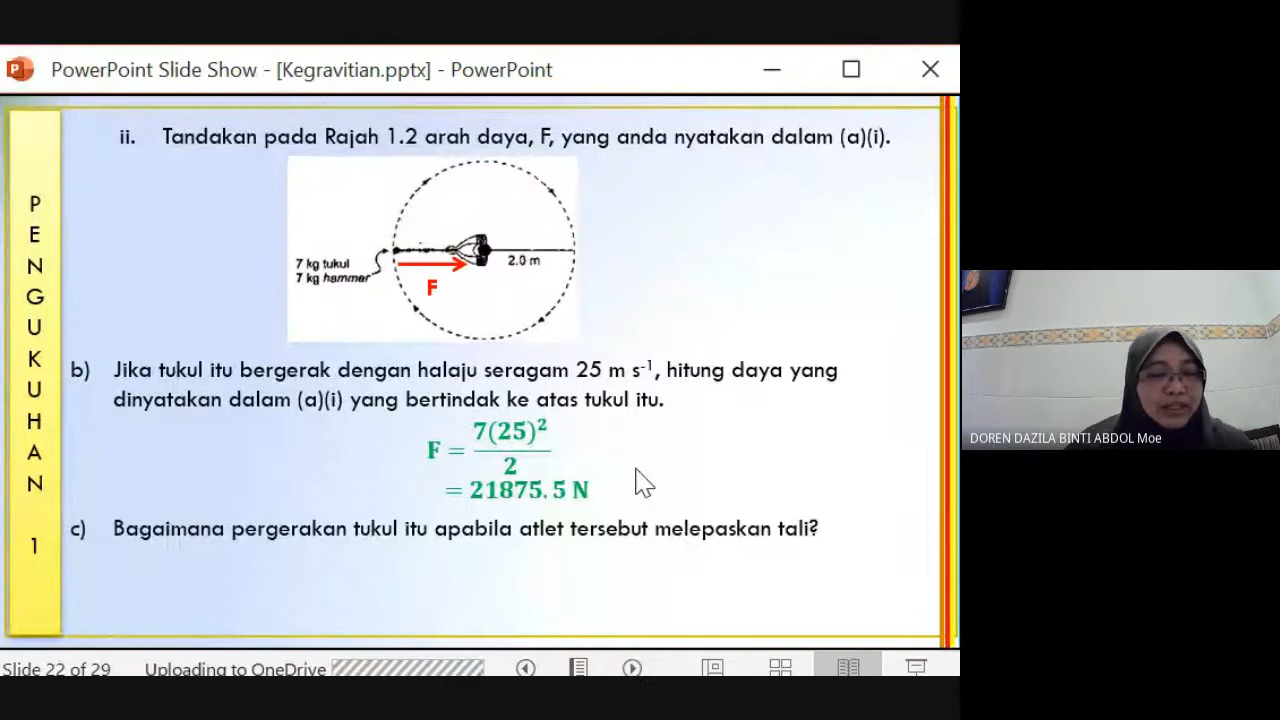 PowerPoint Slide Show - [Kegravitian.pptx] - PowerPoint
PENGUKUHAN 1
ii. Tandakan pada Rajah 1.2 arah daya, F, yang anda nyatakan dalam (a)(i).
7 kg tukul
7 kg hammer
2.0 m
F
b) Jika tukul itu bergerak dengan halaju seragam 25 m s⁻¹, hitung daya yang
dinyatakan dalam (a)(i) yang bertindak ke atas tukul itu.
F = 7(25)² / 2
= 21875.5 N
c) Bagaimana pergerakan tukul itu apabila atlet tersebut melepaskan tali?
DOREN DAZILA BINTI ABDOL Moe
Slide 22 of 29
Uploading to OneDrive